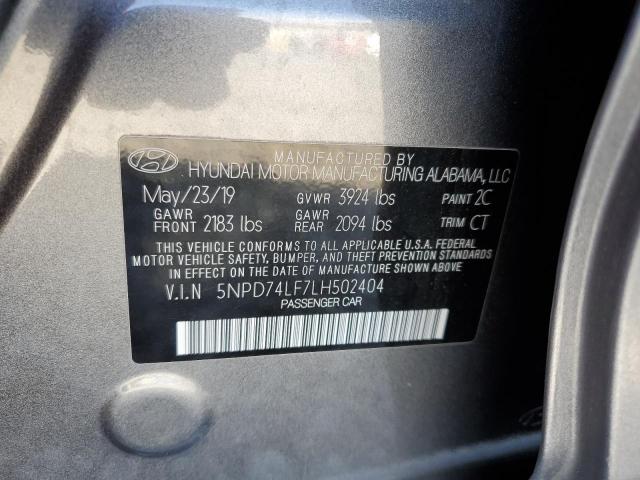 MANUFACTURED BY
HYUNDAI MOTOR MANUFACTURING ALABAMA, LLC
May/23/19 GVWR 3924 lbs PAINT 2C
GAWR FRONT 2183 lbs GAWR REAR 2094 lbs TRIM CT
THIS VEHICLE CONFORMS TO ALL APPLICABLE U.S.A. FEDERAL
MOTOR VEHICLE SAFETY, BUMPER, AND THEFT PREVENTION
STANDARDS IN EFFECT ON THE DATE OF MANUFACTURE SHOWN ABOVE.
V.I.N 5NPD74LF7LH502404
PASSENGER CAR